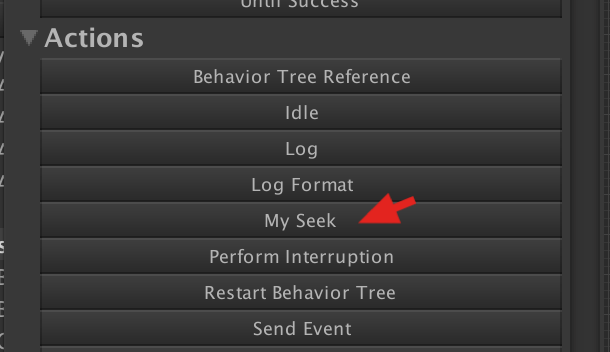 Until Success
Actions
Behavior Tree Reference
Idle
Log
Log Format
My Seek
Perform Interruption
Restart Behavior Tree
Send Event